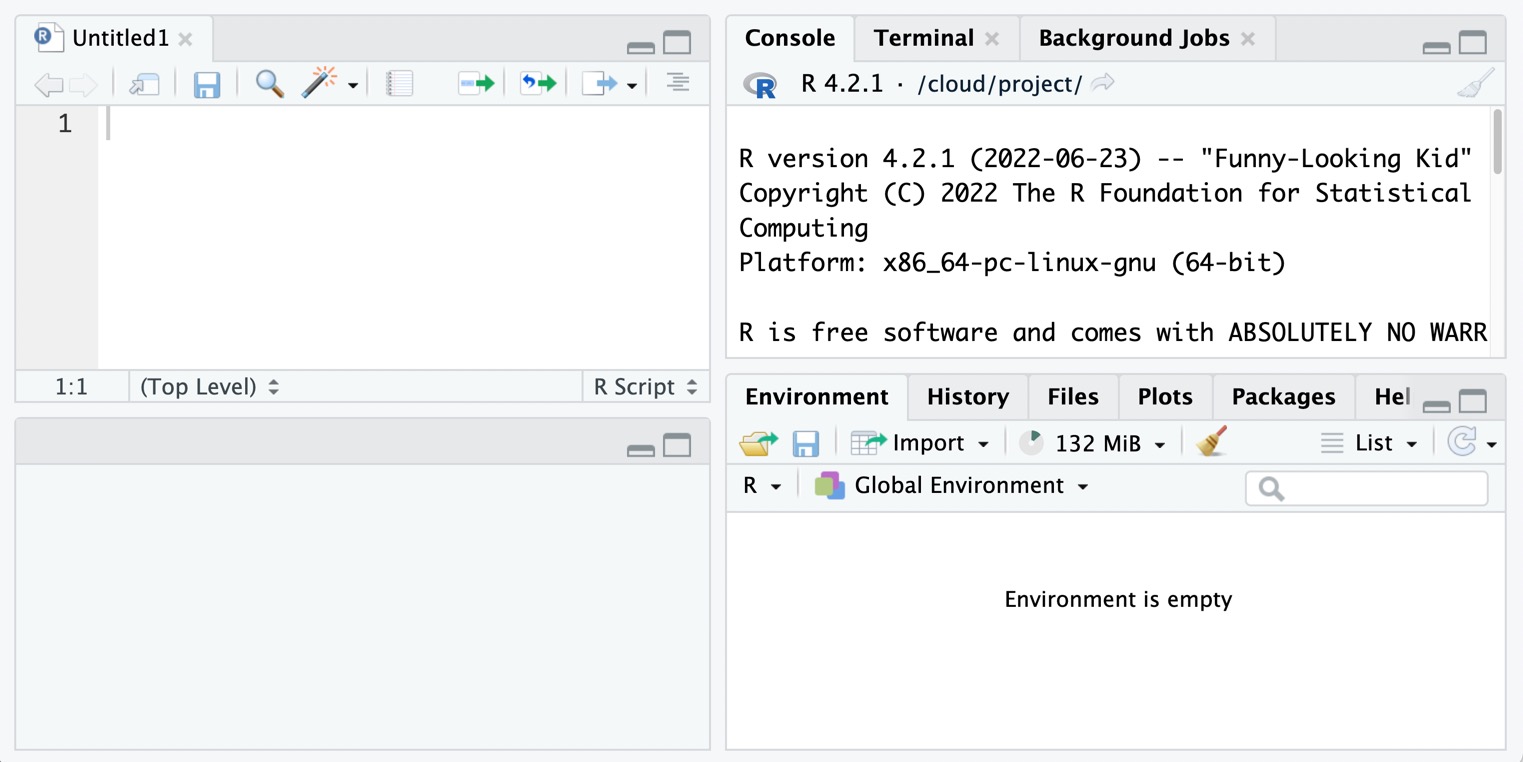 Untitled1
1
1:1 (Top Level) R Script
Console Terminal Background Jobs
R 4.2.1 · /cloud/project/
R version 4.2.1 (2022-06-23) -- "Funny-Looking Kid"
Copyright (C) 2022 The R Foundation for Statistical
Computing
Platform: x86_64-pc-linux-gnu (64-bit)
R is free software and comes with ABSOLUTELY NO WARR
Environment History Files Plots Packages Hel
Import 132 MiB List
R Global Environment
Environment is empty